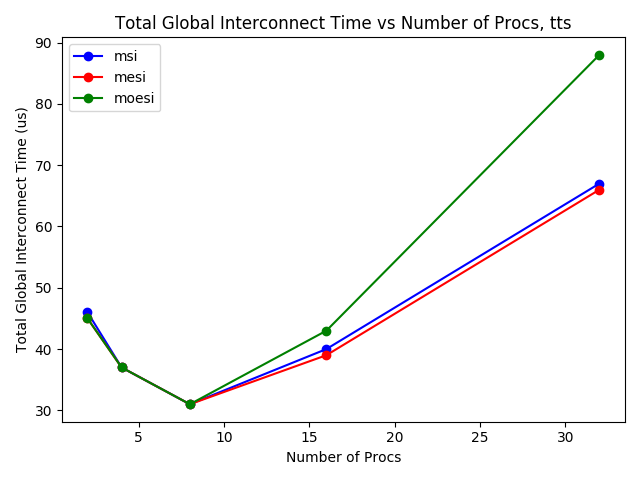 Total Global Interconnect Time vs Number of Procs, tts
msi
mesi
moesi
90
80
70
60
50
40
30
Total Global Interconnect Time (us)
5
10
15
20
25
30
Number of Procs